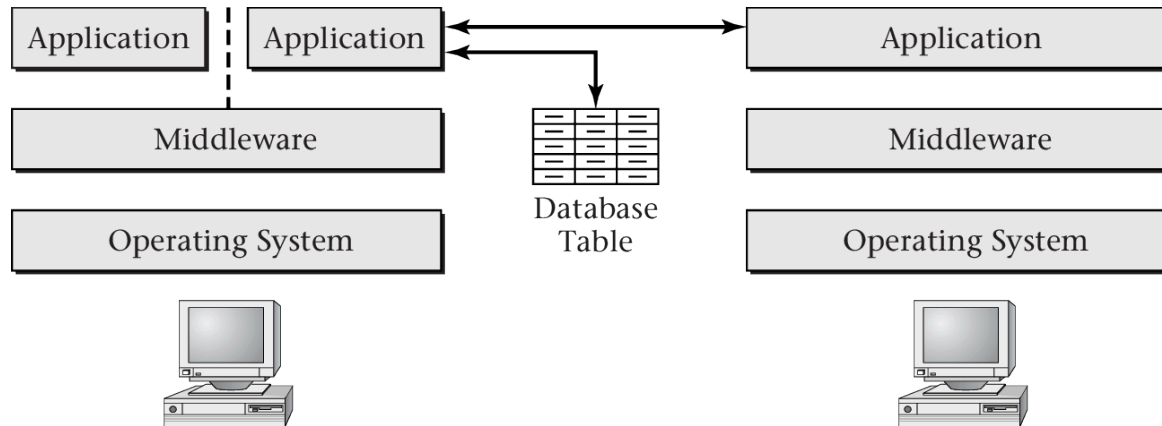 Application
Application
Application
Middleware
Middleware
Database
Table
Operating System
Operating System